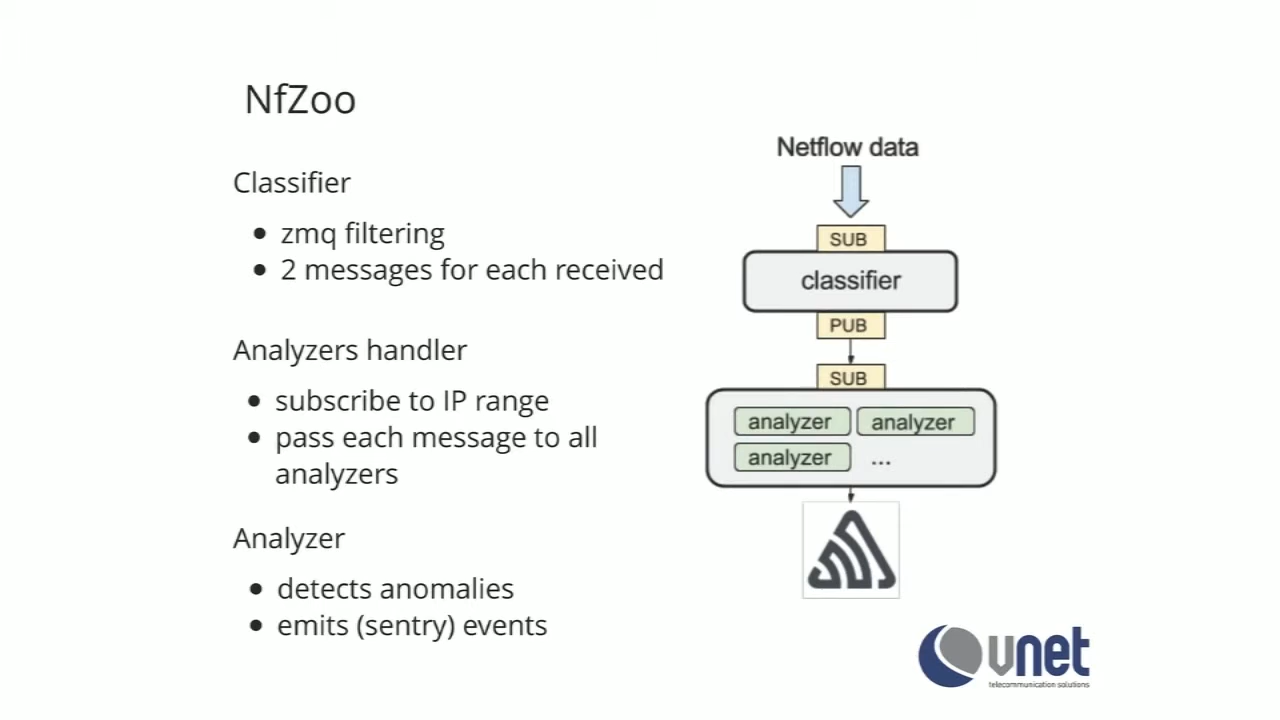 NfZoo
Classifier
• zmq filtering
• 2 messages for each received
Analyzers handler
• subscribe to IP range
• pass each message to all
analyzers
Analyzer
• detects anomalies
• emits (sentry) events
Netflow data
SUB
classifier
PUB
SUB
analyzer analyzer
analyzer ...
vnet
telecommunication solutions